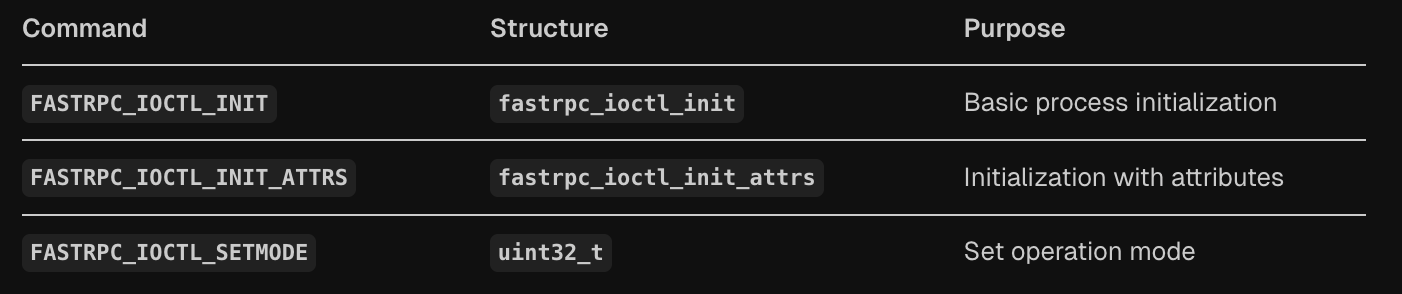 Command Structure Purpose
FASTRPC_IOCTL_INIT fastrpc_ioctl_init Basic process initialization
FASTRPC_IOCTL_INIT_ATTRS fastrpc_ioctl_init_attrs Initialization with attributes
FASTRPC_IOCTL_SETMODE uint32_t Set operation mode